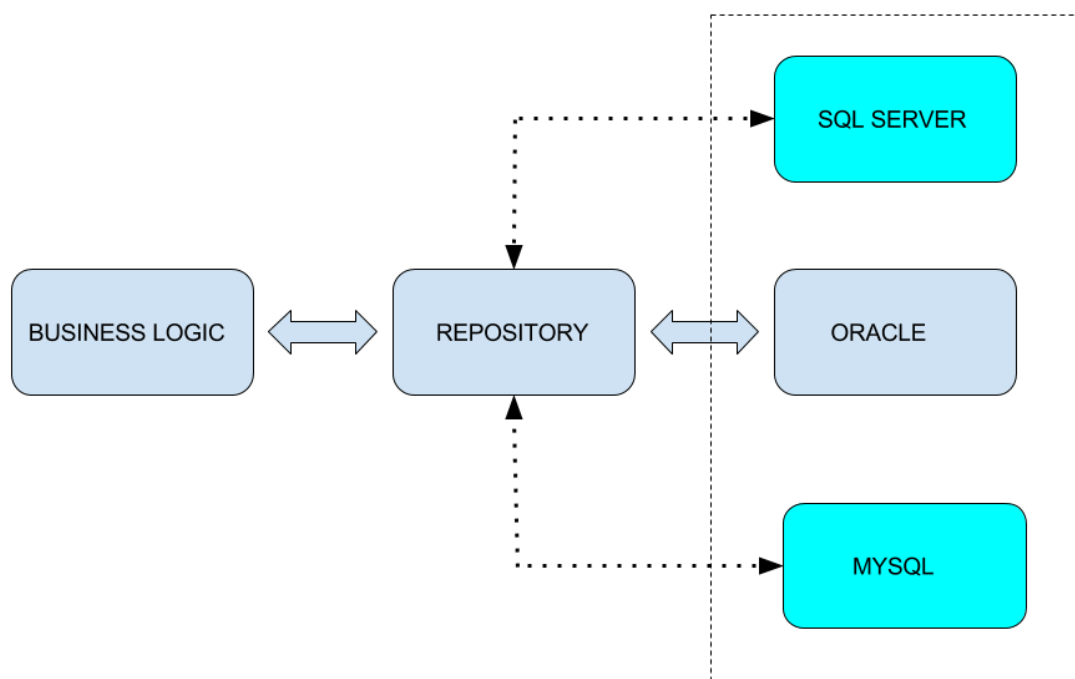 SQL SERVER
BUSINESS LOGIC
REPOSITORY
ORACLE
MYSQL